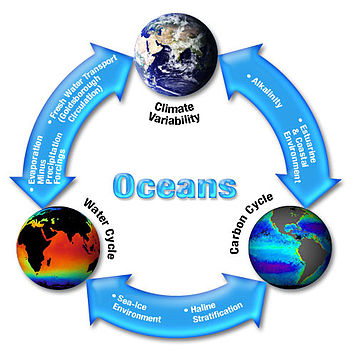 Climate
Variability
• Fresh Water Transport
(Goldsborough
Circulation)
• Evaporation
Minus
Precipitation
Forcings
• Alkalinity
• Estuarine
& Coastal
Environment
Oceans
Water Cycle
Carbon Cycle
• Sea-Ice
Environment
• Haline
Stratification